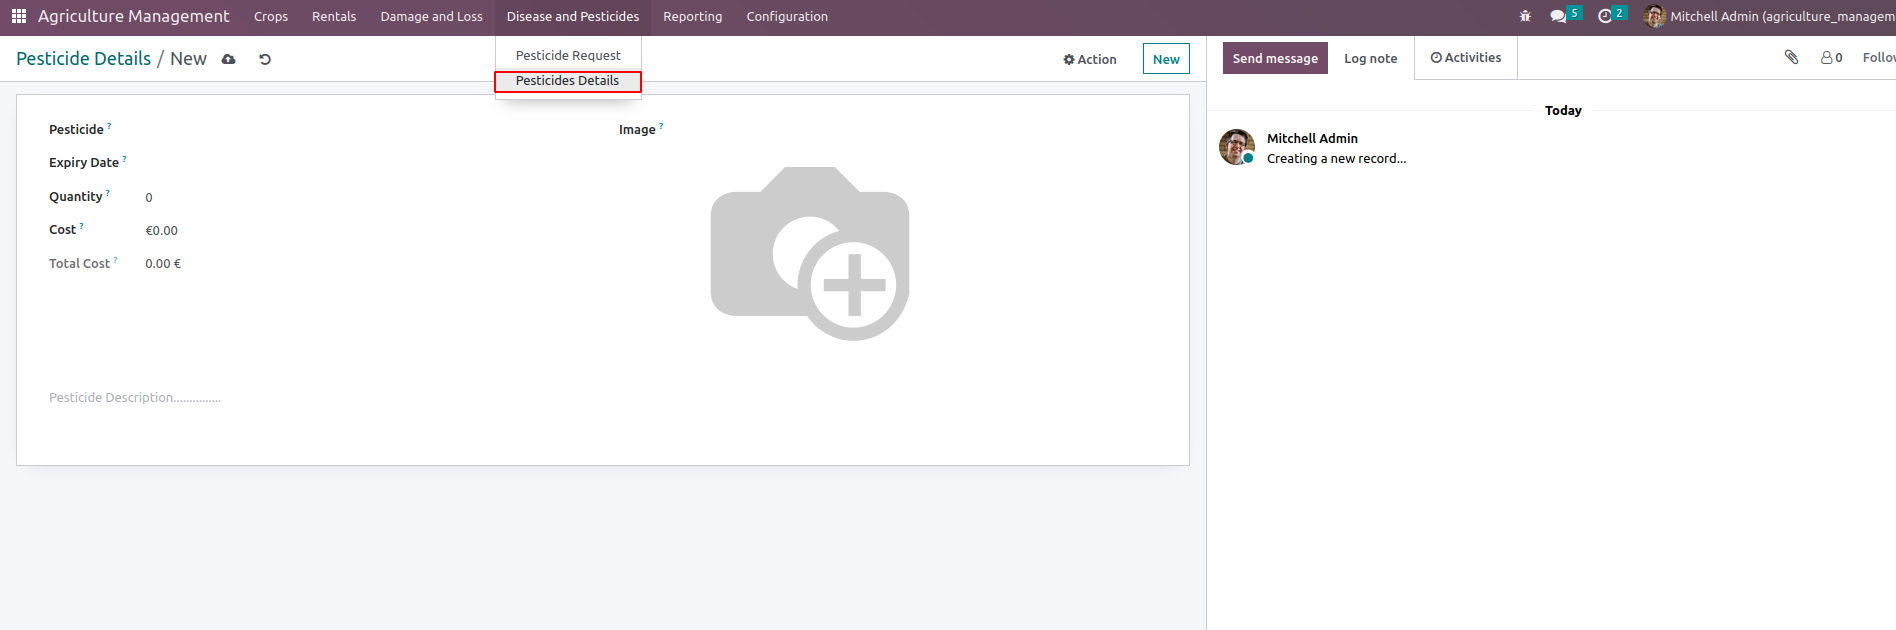 Agriculture Management Crops Rentals Damage and Loss Disease and Pesticides Reporting Configuration 5 2 Mitchell Admin (agriculture_managem
Pesticide Details / New Pesticide Request Action New Send message Log note Activities 0 Follow
Pesticides Details
Today
Pesticide ? Image ?
Mitchell Admin
Creating a new record...
Expiry Date ?
Quantity ? 0
Cost ? €0.00
Total Cost ? 0.00 €
Pesticide Description...............